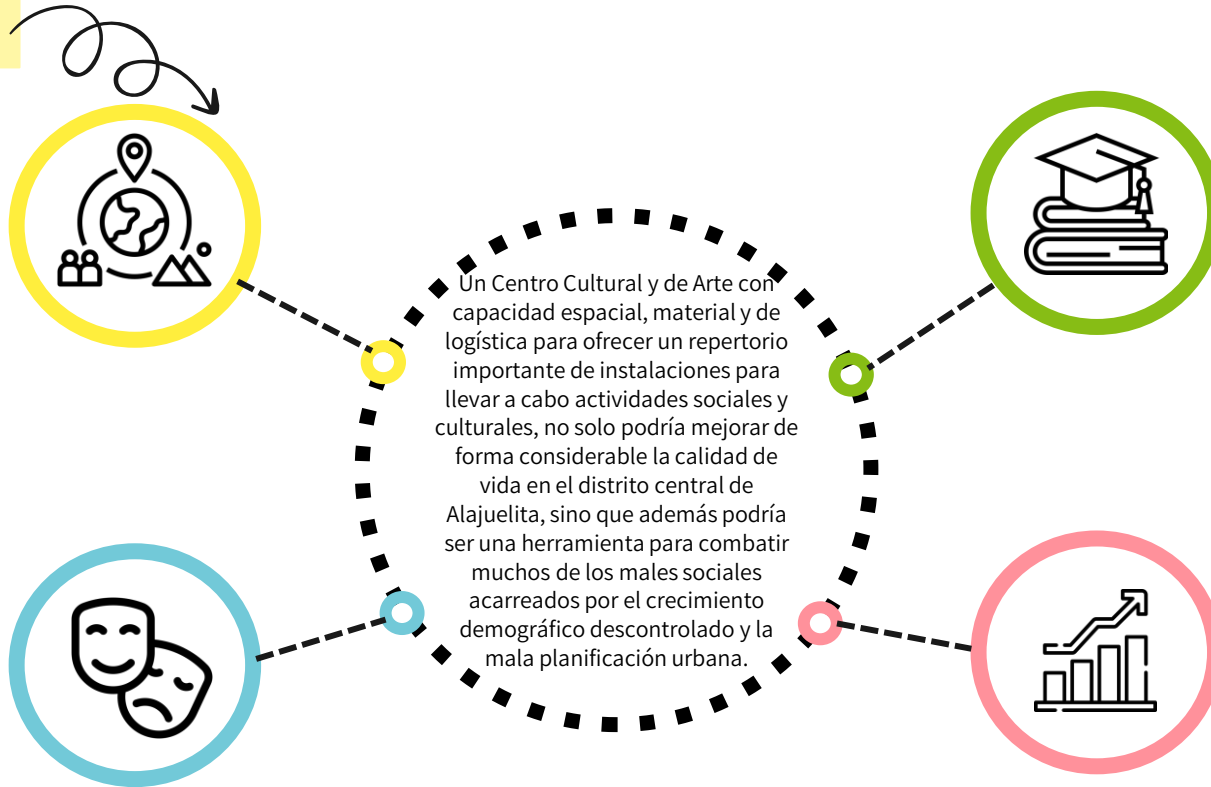 Un Centro Cultural y de Arte con
capacidad espacial, material y de
logística para ofrecer un repertorio
importante de instalaciones para
llevar a cabo actividades sociales y
culturales, no solo podría mejorar de
forma considerable la calidad de
vida en el distrito central de
Alajuelita, sino que además podría
ser una herramienta para combatir
muchos de los males sociales
acarreados por el crecimiento
demográfico descontrolado y la
mala planificación urbana.